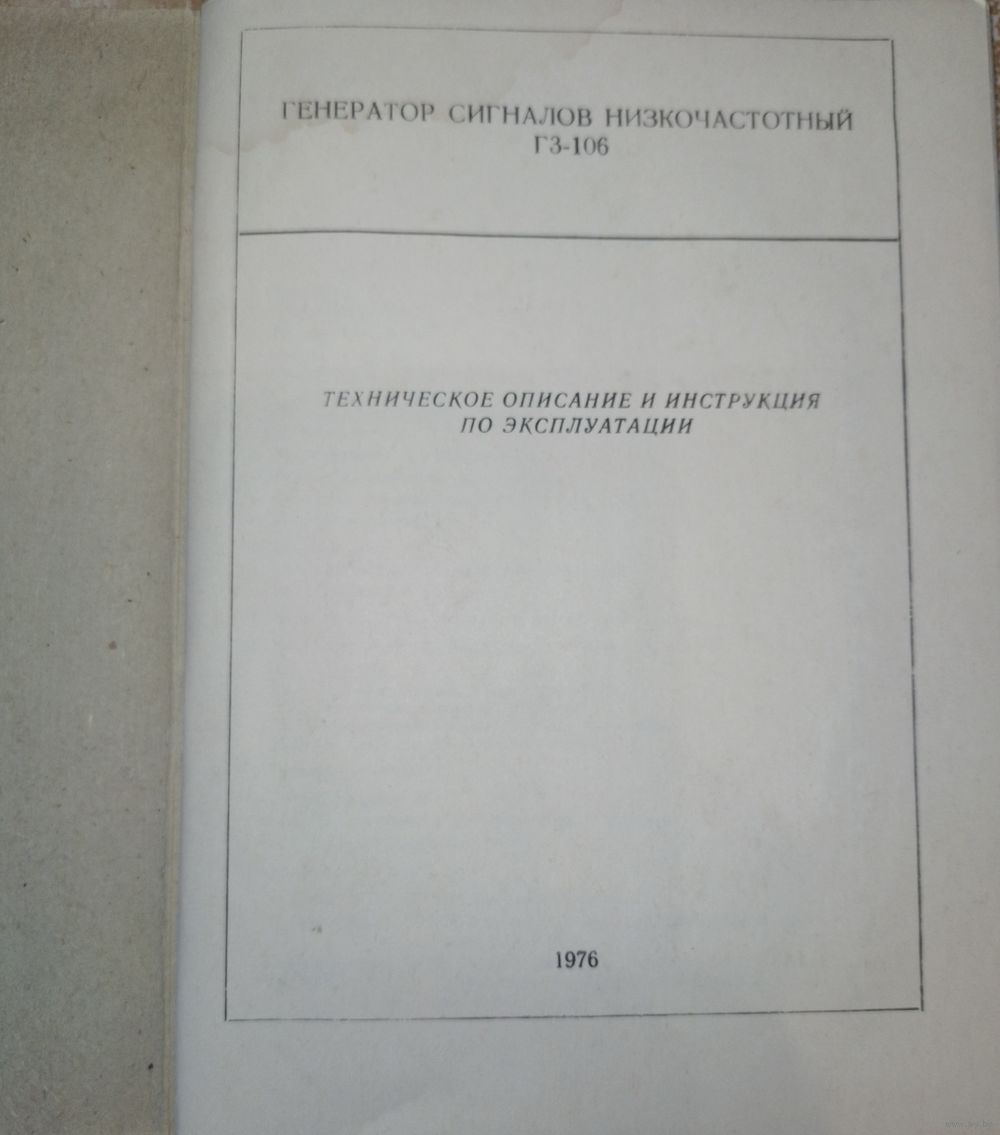 ГЕНЕРАТОР СИГНАЛОВ НИЗКОЧАСТОТНЫЙ
Г3-106
ТЕХНИЧЕСКОЕ ОПИСАНИЕ И ИНСТРУКЦИЯ
ПО ЭКСПЛУАТАЦИИ
1976